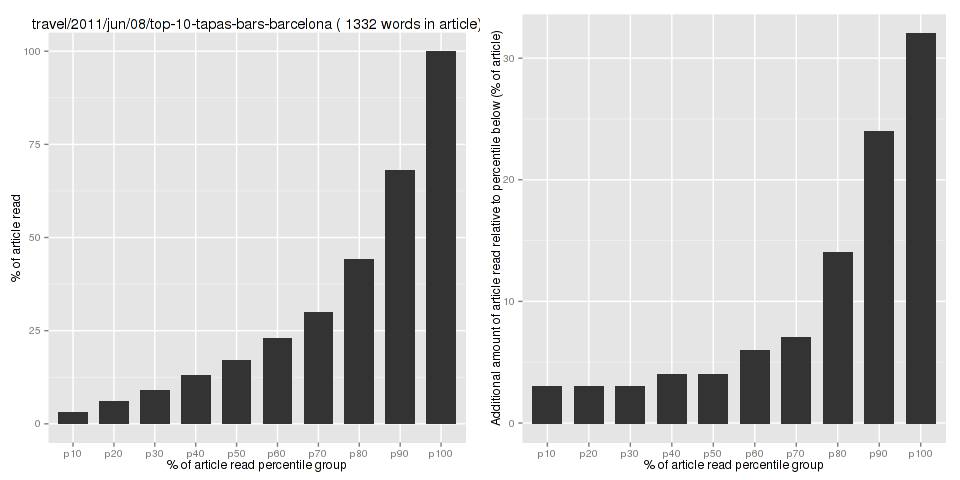 travel/2011/jun/08/top-10-tapas-bars-barcelona ( 1332 words in article)
% of article read
100
75
50
25
0
p10 p20 p30 p40 p50 p60 p70 p80 p90 p100
% of article read percentile group
Additional amount of article read relative to percentile below (% of article)
30
20
10
0
p10 p20 p30 p40 p50 p60 p70 p80 p90 p100
% of article read percentile group